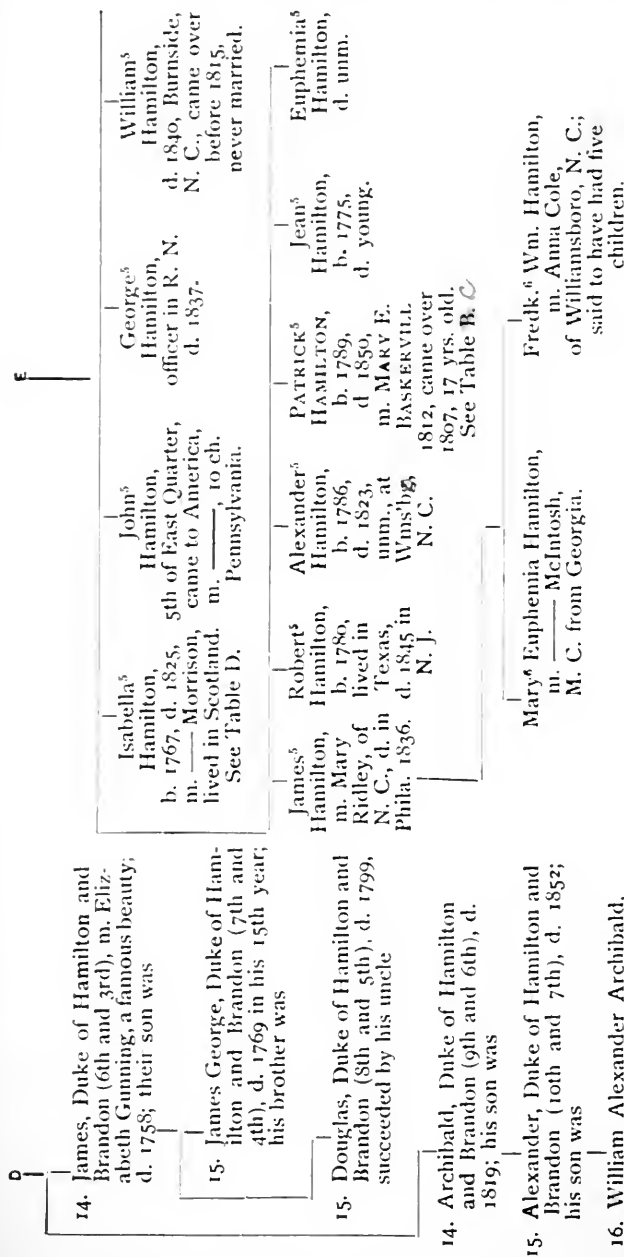 D
14. James, Duke of Hamilton and
Brandon (6th and 3rd), m. Eliz-
abeth Gunning, a famous beauty;
d. 1758; their son was
15. James George, Duke of Ham-
ilton and Brandon (7th and
4th), d. 1769 in his 15th year;
his brother was
15. Douglas, Duke of Hamilton and
Brandon (8th and 5th), d. 1799,
succeeded by his uncle
14. Archibald, Duke of Hamilton
and Brandon (9th and 6th), d.
1819; his son was
15. Alexander, Duke of Hamilton and
Brandon (10th and 7th), d. 1852;
his son was
16. William Alexander Archibald,
E
Isabella⁵
Hamilton,
b. 1767, d. 1825,
m. —— Morrison,
lived in Scotland.
See Table D.
John⁵
Hamilton,
5th of East Quarter,
came to America,
m. ——, 10 ch.
Pennsylvania.
George⁵
Hamilton,
officer in R. N.
d. 1837.
William⁵
Hamilton,
d. 1840, Burnside,
N. C., came over
before 1815,
never married.
James⁵
Hamilton,
m. Mary
Ridley, of
N. C., d. in
Phila. 1836.
Robert⁵
Hamilton,
b. 1780,
lived in
Texas,
d. 1845 in
N. J.
Alexander⁵
Hamilton,
b. 1786,
d. 1823,
unm., at
Wms'bg,
N. C.
PATRICK⁵
HAMILTON,
b. 1789,
d 1850,
m. MARY E.
BASKERVILL
1812, came over
1807, 17 yrs. old.
See Table B. C
Jean⁵
Hamilton,
b. 1775,
d. young.
Euphemia⁵
Hamilton,
d. unm.
Mary⁶ Euphemia Hamilton,
m. —— McIntosh,
M. C. from Georgia.
Fredk.⁶ Wm. Hamilton,
m. Anna Cole,
of Williamsboro, N. C.;
said to have had five
children.